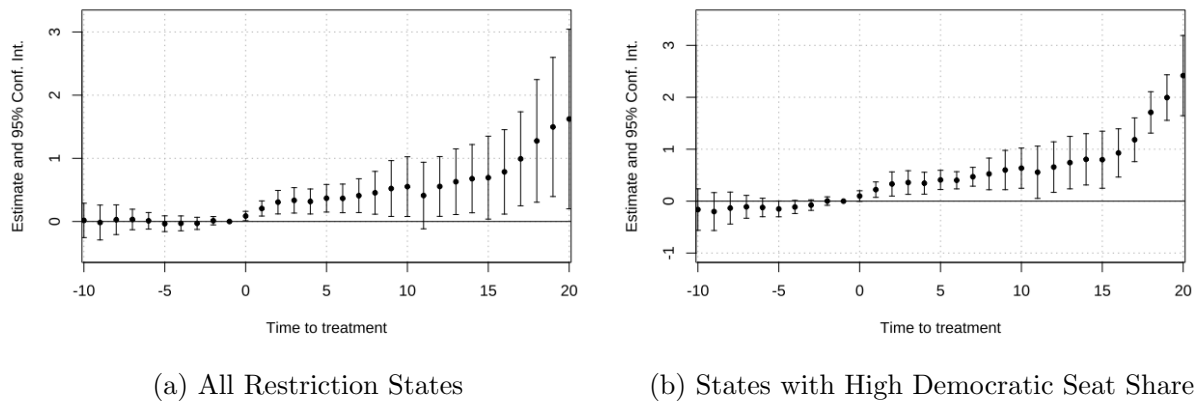 Estimate and 95% Conf. Int.
3
2
1
0
-10 -5 0 5 10 15 20
Time to treatment
(a) All Restriction States
Estimate and 95% Conf. Int.
3
2
1
0
-1
-10 -5 0 5 10 15 20
Time to treatment
(b) States with High Democratic Seat Share